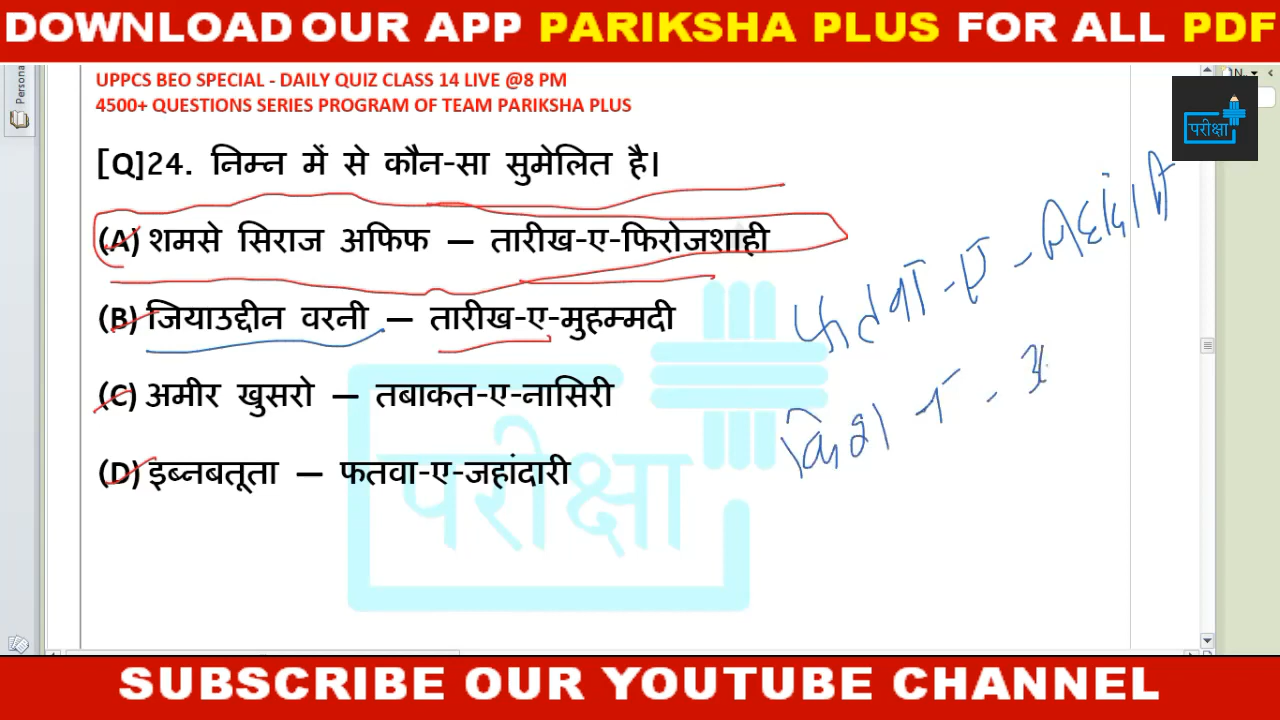 DOWNLOAD OUR APP PARIKSHA PLUS FOR ALL PDF
Persona
UPPCS BEO SPECIAL - DAILY QUIZ CLASS 14 LIVE @8 PM
4500+ QUESTIONS SERIES PROGRAM OF TEAM PARIKSHA PLUS
परीक्षा
[Q]24. निम्न में से कौन-सा सुमेलित है।
(A) शमसे सिराज अफिफ — तारीख-ए-फिरोजशाही
(B) जियाउद्दीन वरनी — तारीख-ए-मुहम्मदी
(C) अमीर खुसरो — तबाकत-ए-नासिरी
(D) इब्नबतूता — फतवा-ए-जहांदारी
परीक्षा
SUBSCRIBE OUR YOUTUBE CHANNEL